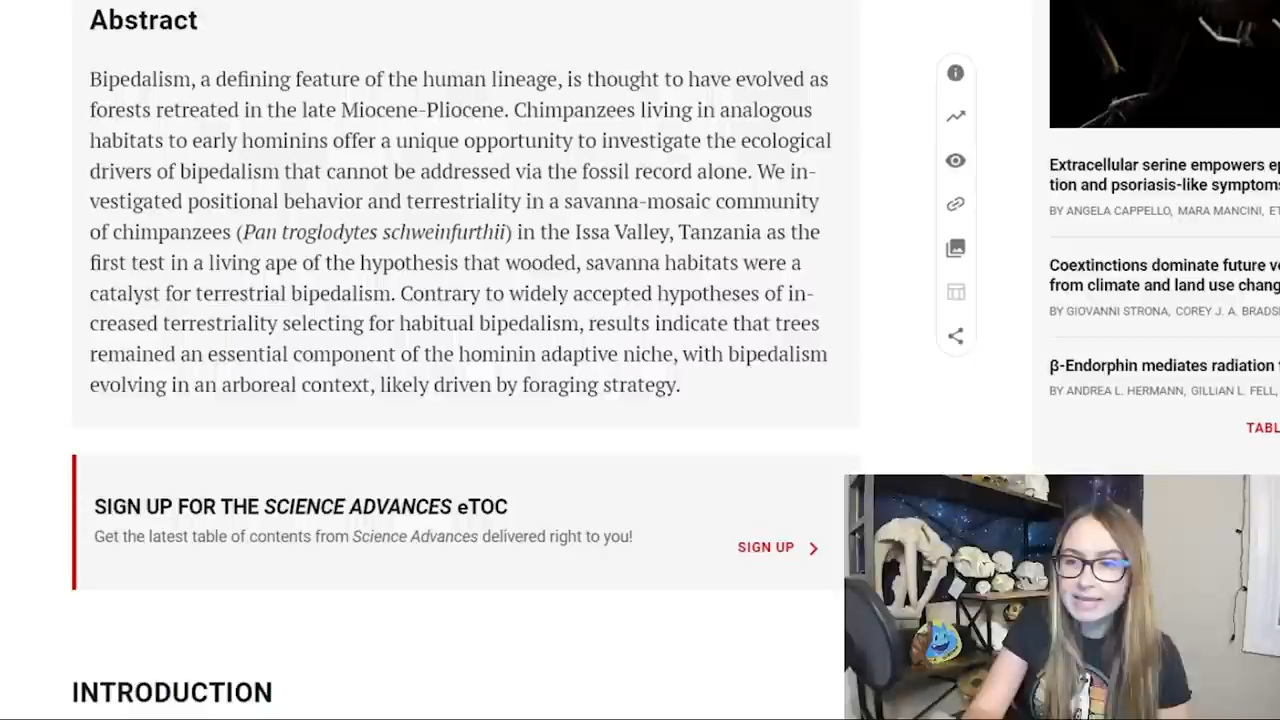 Abstract
Bipedalism, a defining feature of the human lineage, is thought to have evolved as
forests retreated in the late Miocene-Pliocene. Chimpanzees living in analogous
habitats to early hominins offer a unique opportunity to investigate the ecological
drivers of bipedalism that cannot be addressed via the fossil record alone. We in-
vestigated positional behavior and terrestriality in a savanna-mosaic community
of chimpanzees (Pan troglodytes schweinfurthii) in the Issa Valley, Tanzania as the
first test in a living ape of the hypothesis that wooded, savanna habitats were a
catalyst for terrestrial bipedalism. Contrary to widely accepted hypotheses of in-
creased terrestriality selecting for habitual bipedalism, results indicate that trees
remained an essential component of the hominin adaptive niche, with bipedalism
evolving in an arboreal context, likely driven by foraging strategy.
SIGN UP FOR THE SCIENCE ADVANCES eTOC
Get the latest table of contents from Science Advances delivered right to you!
SIGN UP
INTRODUCTION
Extracellular serine empowers ep
tion and psoriasis-like symptoms
BY ANGELA CAPPELLO, MARA MANCINI, ET
Coextinctions dominate future ve
from climate and land use chang
BY GIOVANNI STRONA, COREY J. A. BRADS
β-Endorphin mediates radiation
BY ANDREA L. HERMANN, GILLIAN L. FELL,
TABL